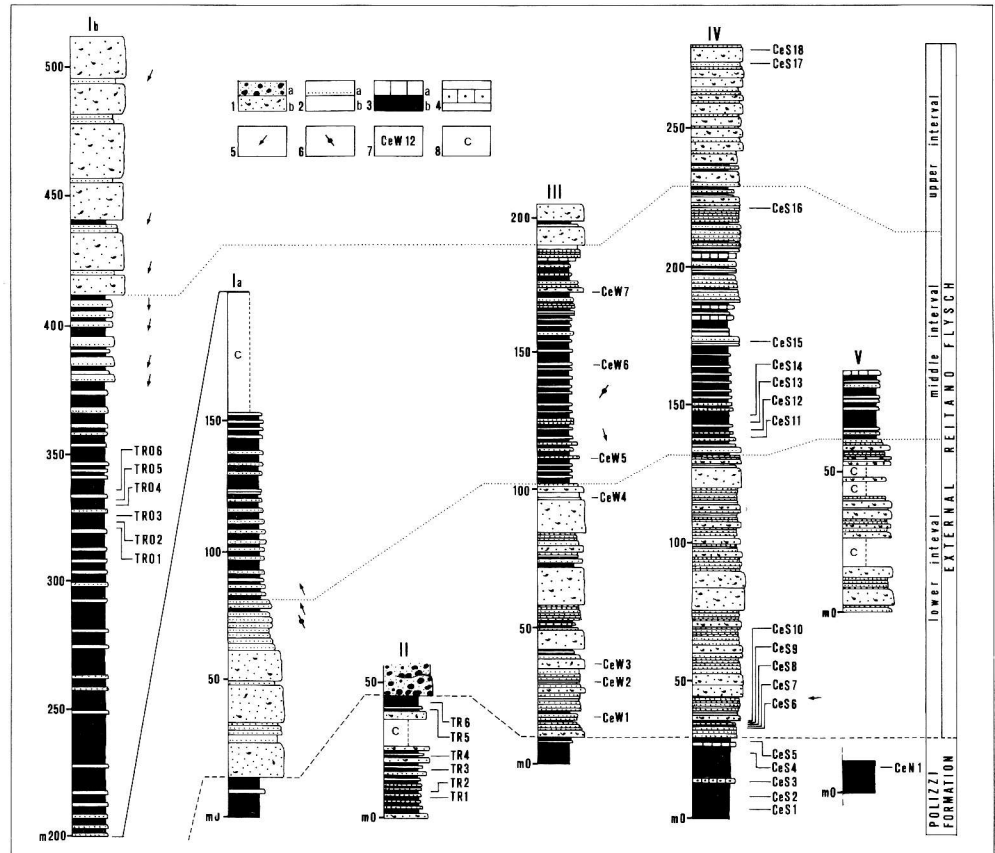 Ib
500
450
400
350
300
250
m200
TRO6
TRO5
TRO4
TRO3
TRO2
TRO1
1 a b
2 a b
3 a b
4
5
6
7 CeW12
8 C
Ia
C
150
100
50
m0
II
50
C
m0
TR6
TR5
TR4
TR3
TR2
TR1
III
200
150
100
50
m0
CeW7
CeW6
CeW5
CeW4
CeW3
CeW2
CeW1
IV
250
200
150
100
50
m0
CeS18
CeS17
CeS16
CeS15
CeS14
CeS13
CeS12
CeS11
CeS10
CeS9
CeS8
CeS7
CeS6
CeS5
CeS4
CeS3
CeS2
CeS1
V
50
C
C
C
m0
m0
CeN1
upper interval
middle interval
lower inteval
EXTERNAL REITANO FLYSCH
POLIZZI
FORMATION